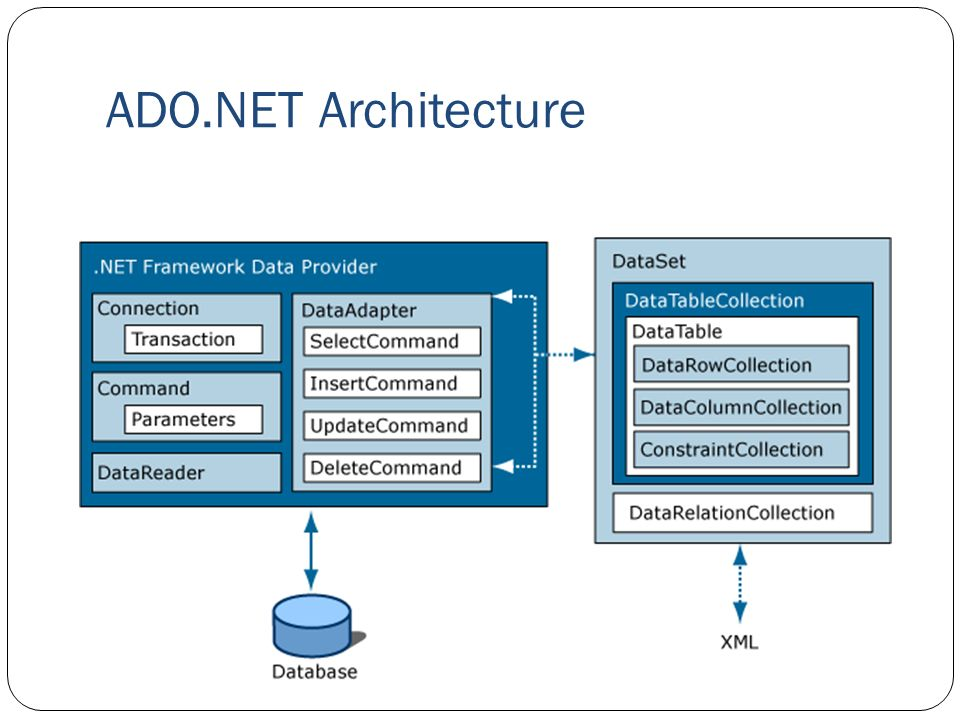 ADO.NET Architecture
.NET Framework Data Provider
Connection
Transaction
Command
Parameters
DataReader
DataAdapter
SelectCommand
InsertCommand
UpdateCommand
DeleteCommand
Database
DataSet
DataTableCollection
DataTable
DataRowCollection
DataColumnCollection
ConstraintCollection
DataRelationCollection
XML